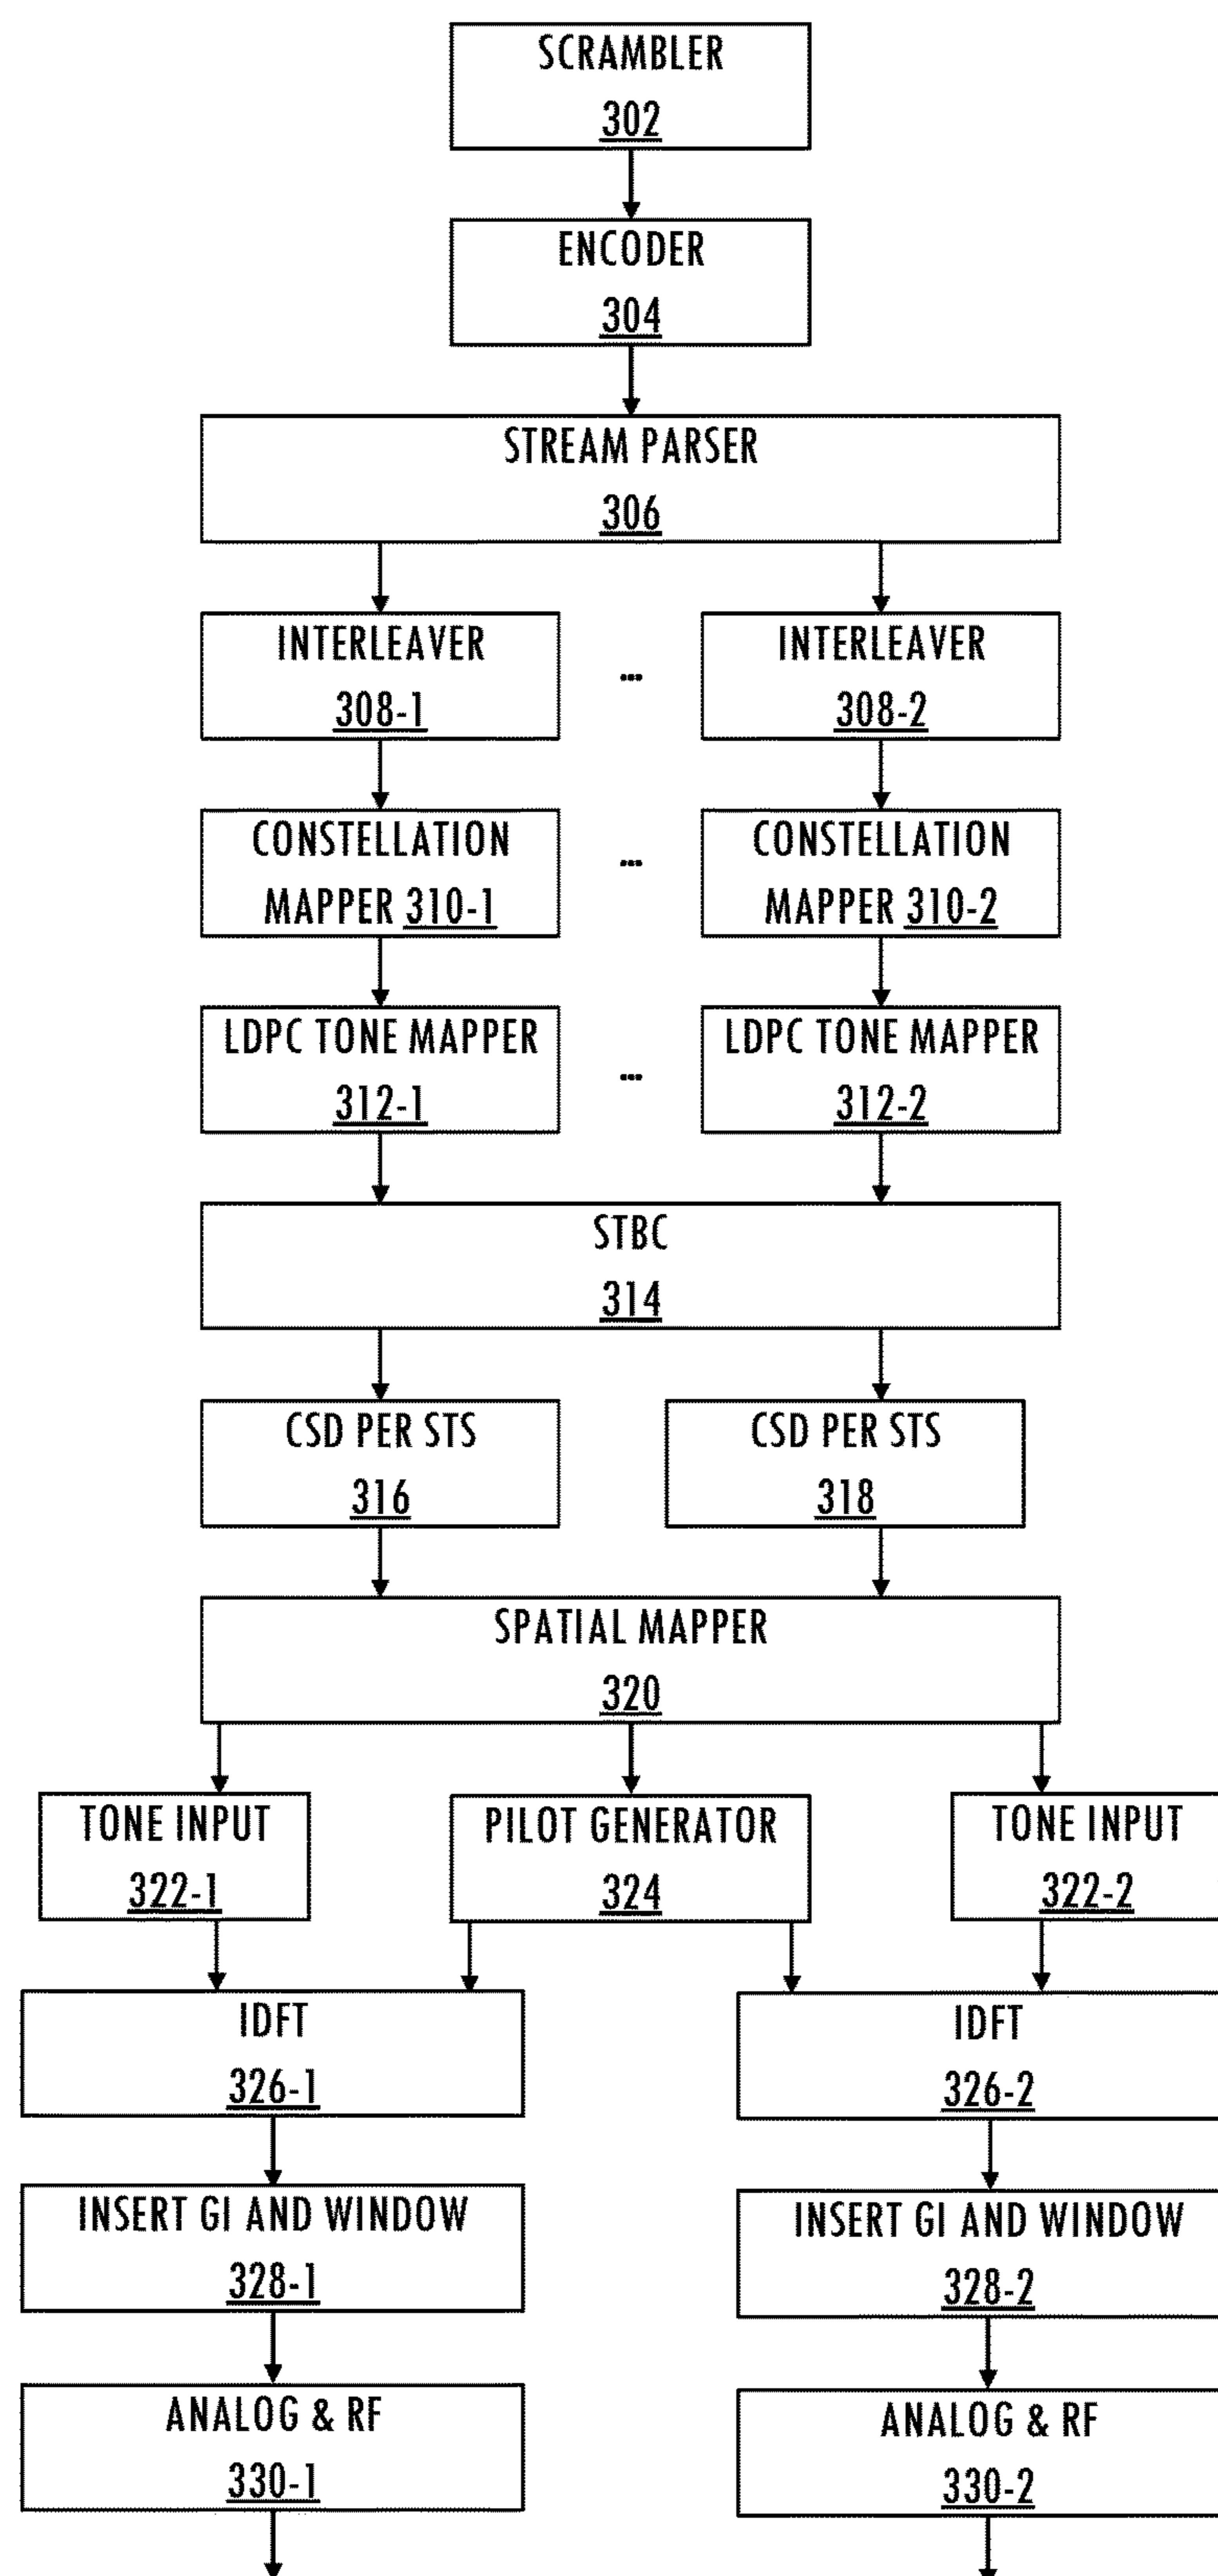 SCRAMBLER
302
ENCODER
304
STREAM PARSER
306
INTERLEAVER
308-1
...
INTERLEAVER
308-2
CONSTELLATION
MAPPER 310-1
...
CONSTELLATION
MAPPER 310-2
LDPC TONE MAPPER
312-1
...
LDPC TONE MAPPER
312-2
STBC
314
CSD PER STS
316
CSD PER STS
318
SPATIAL MAPPER
320
TONE INPUT
322-1
PILOT GENERATOR
324
TONE INPUT
322-2
IDFT
326-1
IDFT
326-2
INSERT GI AND WINDOW
328-1
INSERT GI AND WINDOW
328-2
ANALOG & RF
330-1
ANALOG & RF
330-2